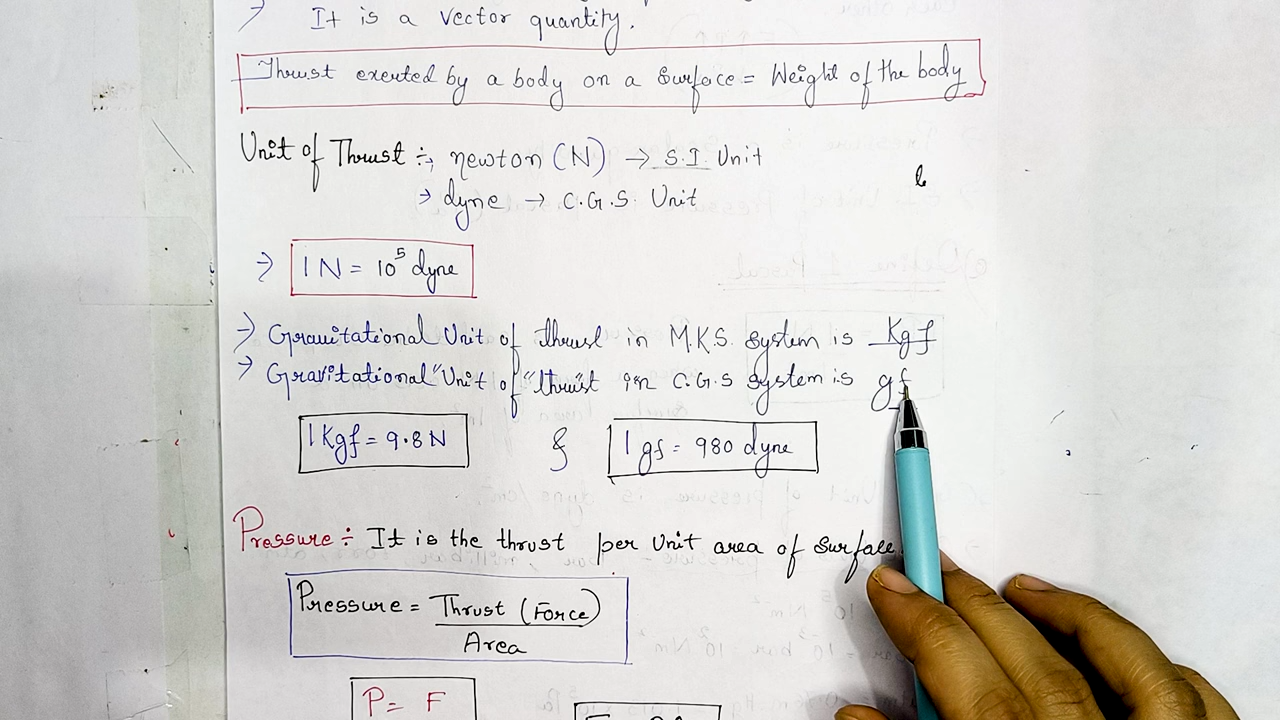 It is a vector quantity.
Thrust exerted by a body on a Surface = Weight of the body
Unit of Thrust ÷ newton (N) → S.I. Unit
→ dyne → C.G.S. Unit
→ 1 N = 10⁵ dyne
→ Gravitational Unit of thrust in M.K.S. system is Kgf
→ Gravitational "Unit of "thrust in C.G.S system is gf
1 Kgf = 9.8 N & 1 gf = 980 dyne
Pressure ÷ It is the thrust per Unit area of Surface
Pressure = Thrust (Force)
Area
P = F